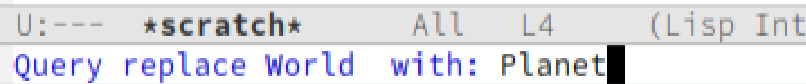 U:--- *scratch* All L4 (Lisp Int
Query replace World with: Planet